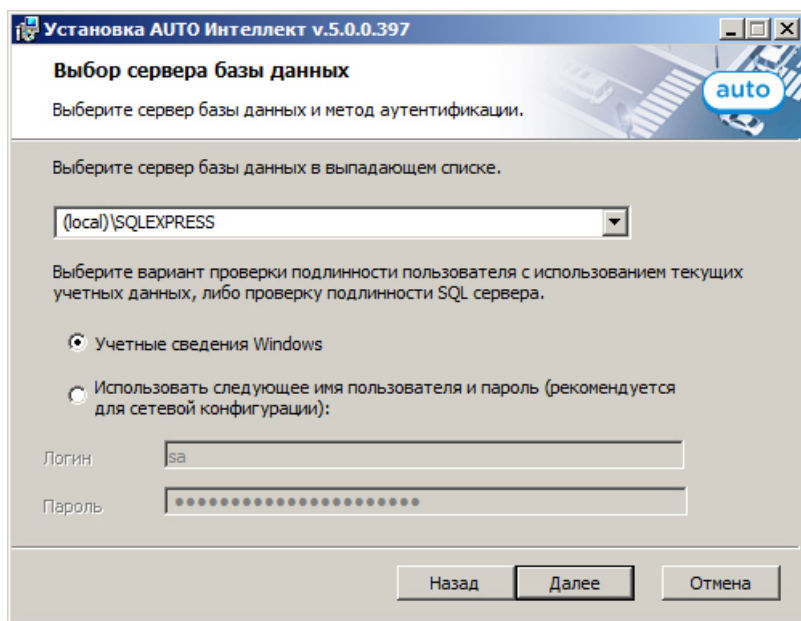 Установка AUTO Интеллект v.5.0.0.397
Выбор сервера базы данных
Выберите сервер базы данных и метод аутентификации.
auto
Выберите сервер базы данных в выпадающем списке.
(local)\SQLEXPRESS
Выберите вариант проверки подлинности пользователя с использованием текущих
учетных данных, либо проверку подлинности SQL сервера.
Учетные сведения Windows
Использовать следующее имя пользователя и пароль (рекомендуется
для сетевой конфигурации):
Логин
sa
Пароль
••••••••••••••••••••••
Назад
Далее
Отмена